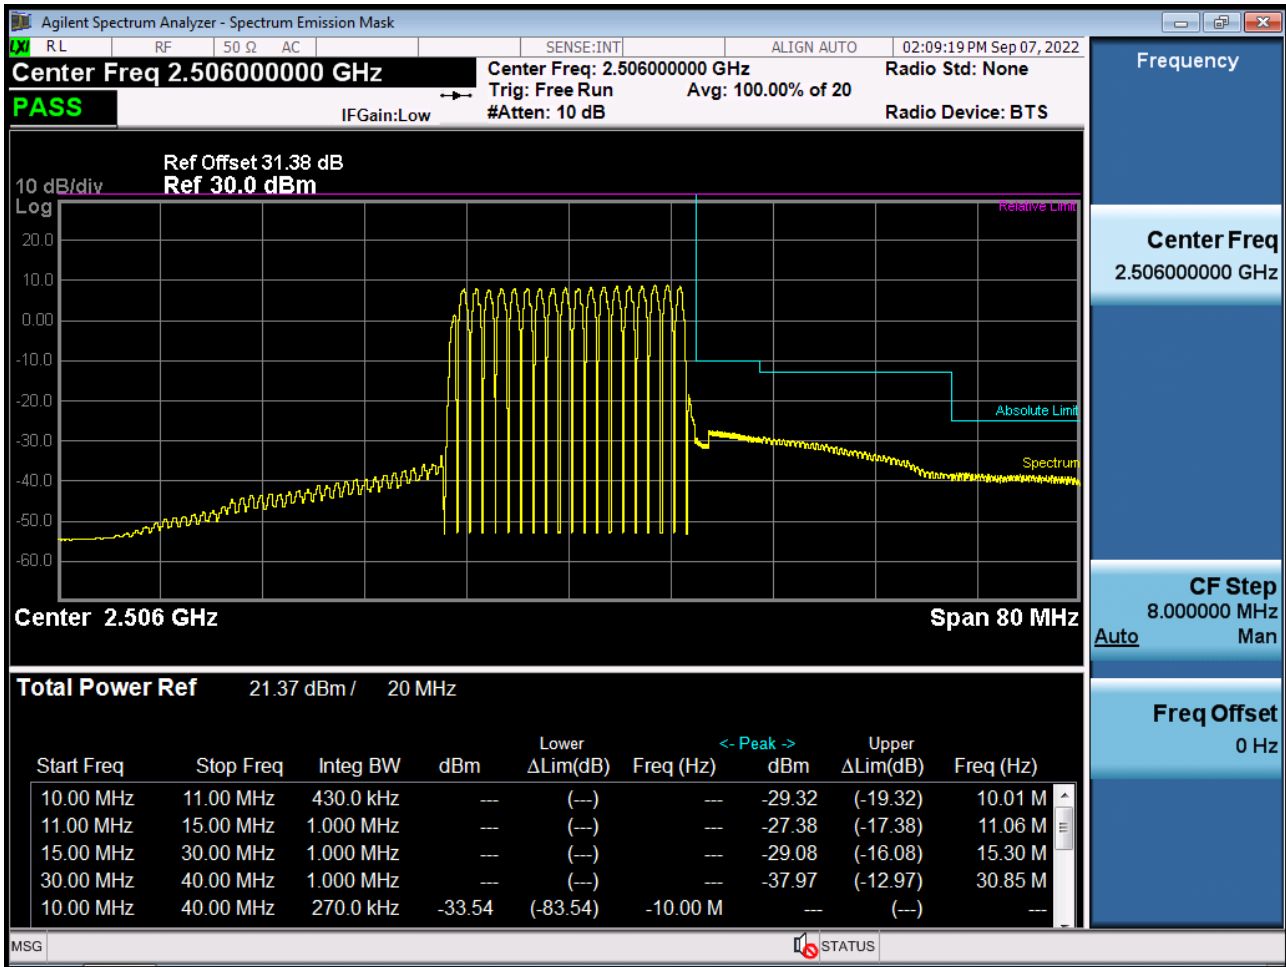 Agilent Spectrum Analyzer - Spectrum Emission Mask
LXI RL RF 50 Ω AC SENSE:INT ALIGN AUTO 02:09:19 PM Sep 07, 2022
Center Freq 2.506000000 GHz
Center Freq: 2.506000000 GHz
Radio Std: None
Trig: Free Run Avg: 100.00% of 20
PASS
IFGain:Low
#Atten: 10 dB
Radio Device: BTS
Ref Offset 31.38 dB
10 dB/div Ref 30.0 dBm
Log
Relative Limit
20.0
10.0
0.00
-10.0
-20.0
Absolute Limit
-30.0
Spectrum
-40.0
-50.0
-60.0
Center 2.506 GHz Span 80 MHz
Total Power Ref 21.37 dBm / 20 MHz
Lower <- Peak -> Upper
Start Freq Stop Freq Integ BW dBm ΔLim(dB) Freq (Hz) dBm ΔLim(dB) Freq (Hz)
10.00 MHz 11.00 MHz 430.0 kHz --- (---) --- -29.32 (-19.32) 10.01 M
11.00 MHz 15.00 MHz 1.000 MHz --- (---) --- -27.38 (-17.38) 11.06 M
15.00 MHz 30.00 MHz 1.000 MHz --- (---) --- -29.08 (-16.08) 15.30 M
30.00 MHz 40.00 MHz 1.000 MHz --- (---) --- -37.97 (-12.97) 30.85 M
10.00 MHz 40.00 MHz 270.0 kHz -33.54 (-83.54) -10.00 M --- (---) ---
MSG STATUS
Frequency
Center Freq
2.506000000 GHz
CF Step
8.000000 MHz
Auto Man
Freq Offset
0 Hz